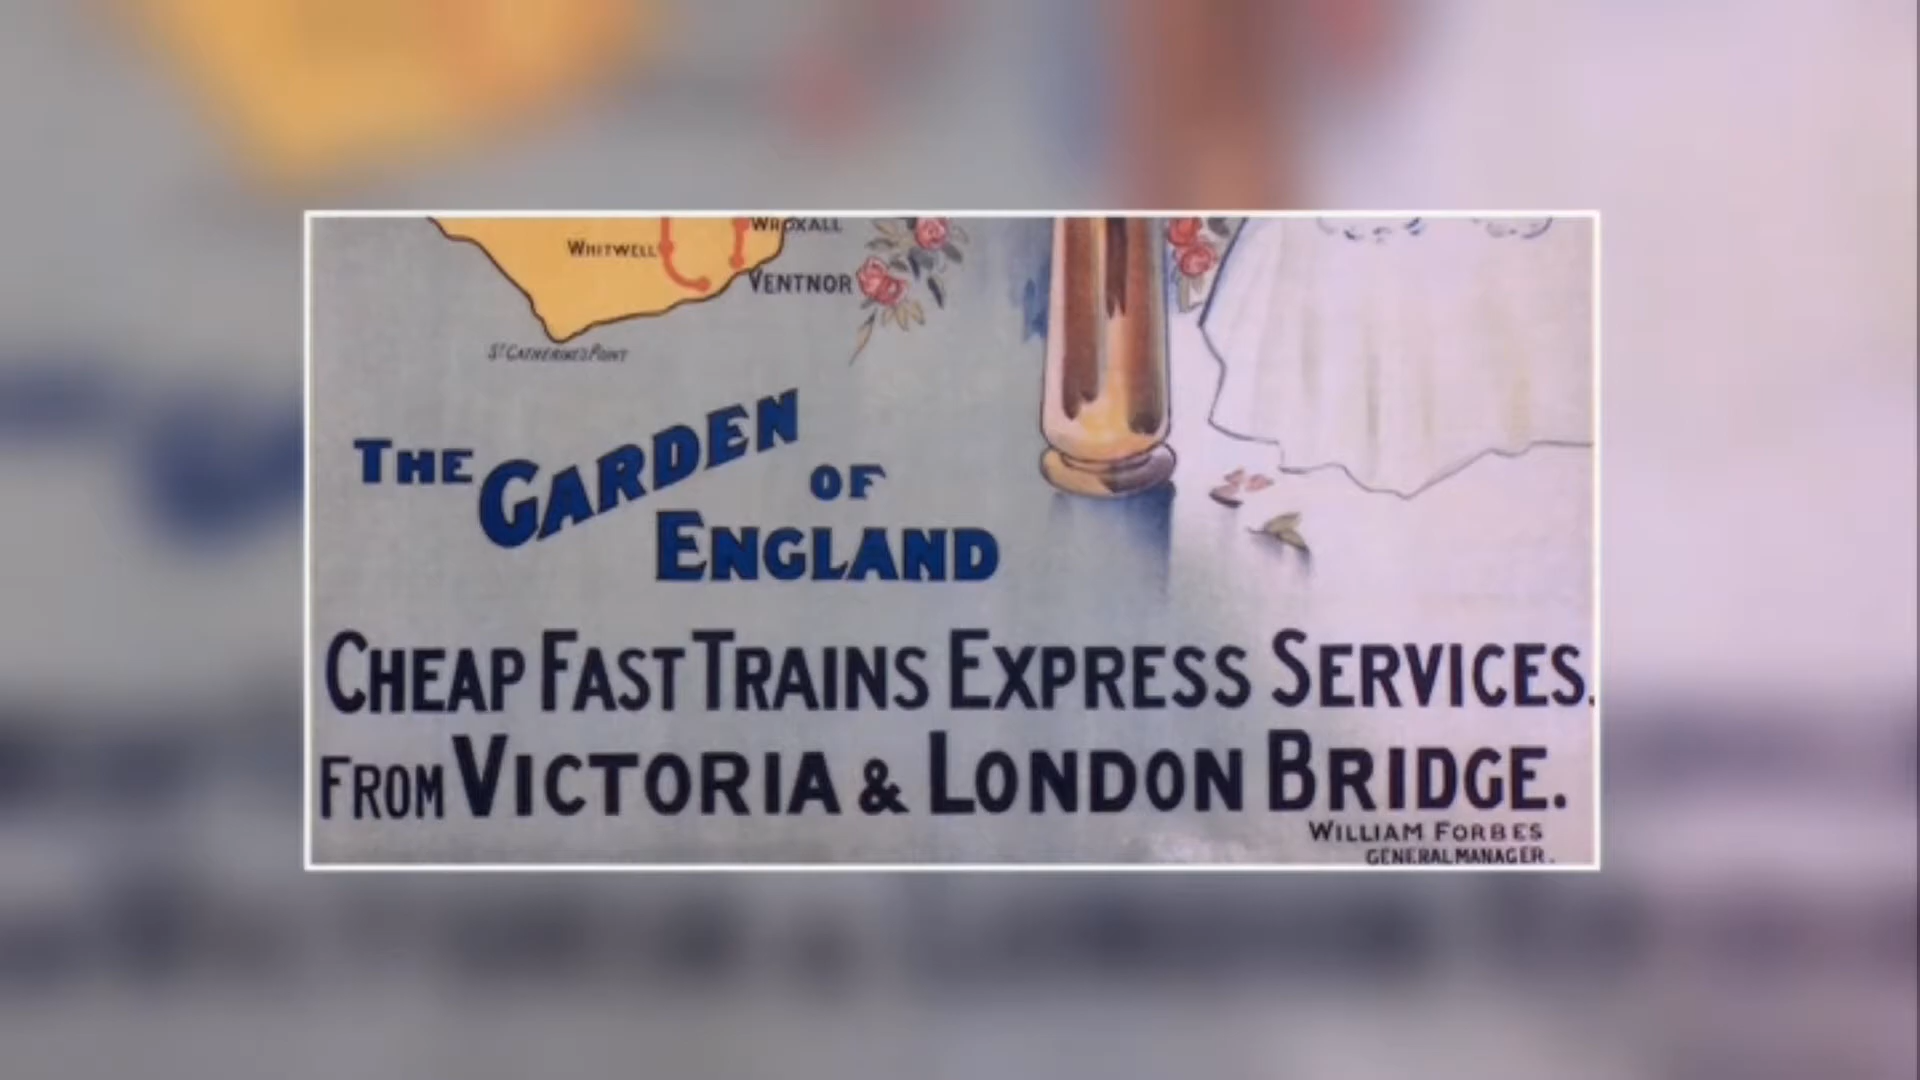 WROXALL
WHITWELL
VENTNOR
ST CATHERINE'S POINT
THE GARDEN OF ENGLAND
CHEAP FAST TRAINS EXPRESS SERVICES.
FROM VICTORIA & LONDON BRIDGE.
WILLIAM FORBES
GENERAL MANAGER.